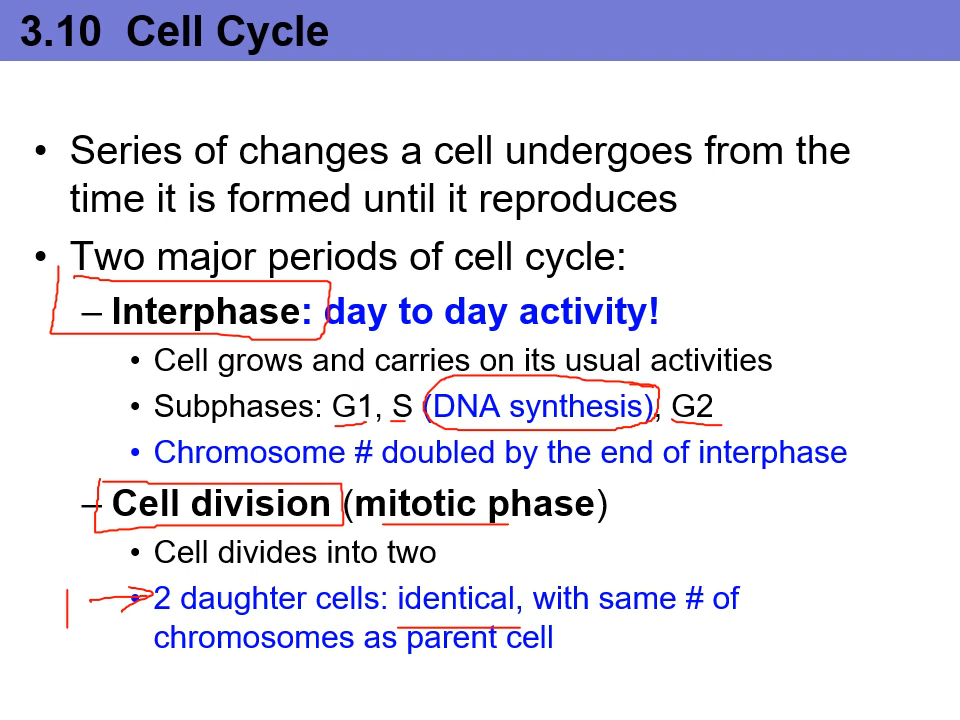 3.10 Cell Cycle
• Series of changes a cell undergoes from the
time it is formed until it reproduces
• Two major periods of cell cycle:
– Interphase: day to day activity!
• Cell grows and carries on its usual activities
• Subphases: G1, S (DNA synthesis), G2
• Chromosome # doubled by the end of interphase
– Cell division (mitotic phase)
• Cell divides into two
• 2 daughter cells: identical, with same # of
chromosomes as parent cell